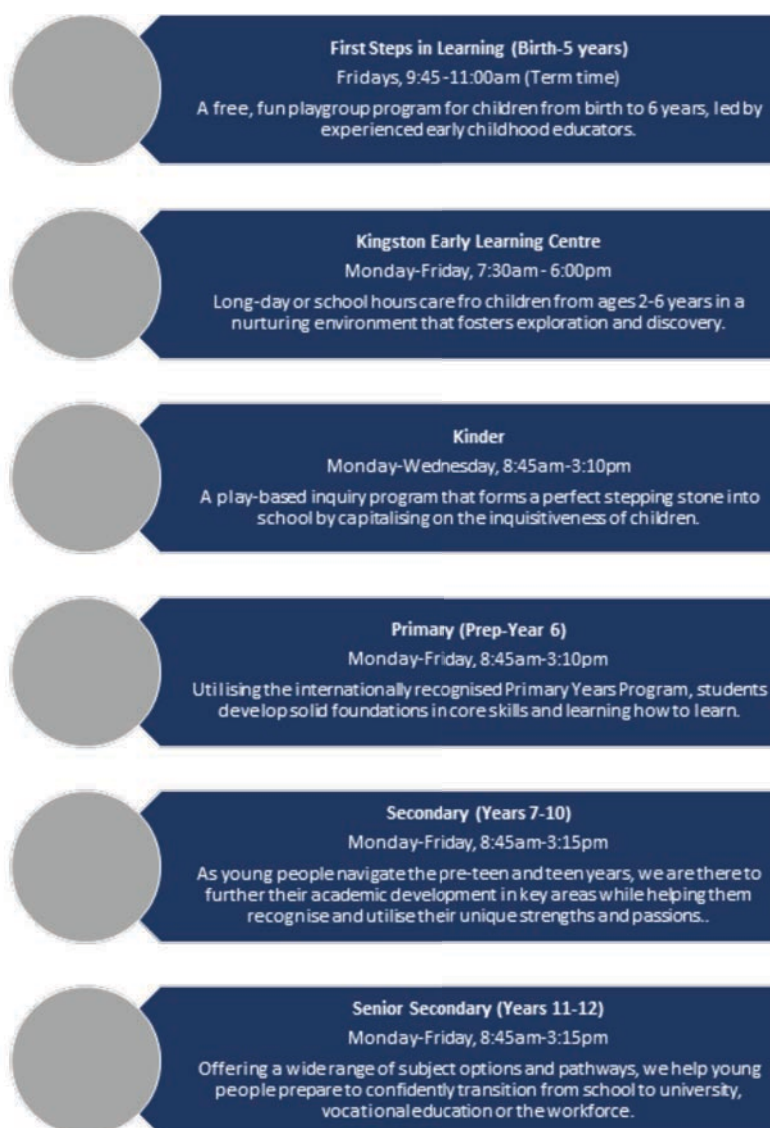 First Steps in Learning (Birth-5 years)
Fridays, 9:45-11:00am (Term time)
A free, fun playgroup program for children from birth to 6 years, led by
experienced early childhood educators.
Kingston Early Learning Centre
Monday-Friday, 7:30am - 6:00pm
Long-day or school hours care fro children from ages 2-6 years in a
nurturing environment that fosters exploration and discovery.
Kinder
Monday-Wednesday, 8:45am-3:10pm
A play-based inquiry program that forms a perfect stepping stone into
school by capitalising on the inquisitiveness of children.
Primary (Prep-Year 6)
Monday-Friday, 8:45am-3:10pm
Utilising the internationally recognised Primary Years Program, students
develop solid foundations in core skills and learning how to learn.
Secondary (Years 7-10)
Monday-Friday, 8:45am-3:15pm
As young people navigate the pre-teen and teen years, we are there to
further their academic development in key areas while helping them
recognise and utilise their unique strengths and passions..
Senior Secondary (Years 11-12)
Monday-Friday, 8:45am-3:15pm
Offering a wide range of subject options and pathways, we help young
people prepare to confidently transition from school to university,
vocational education or the workforce.